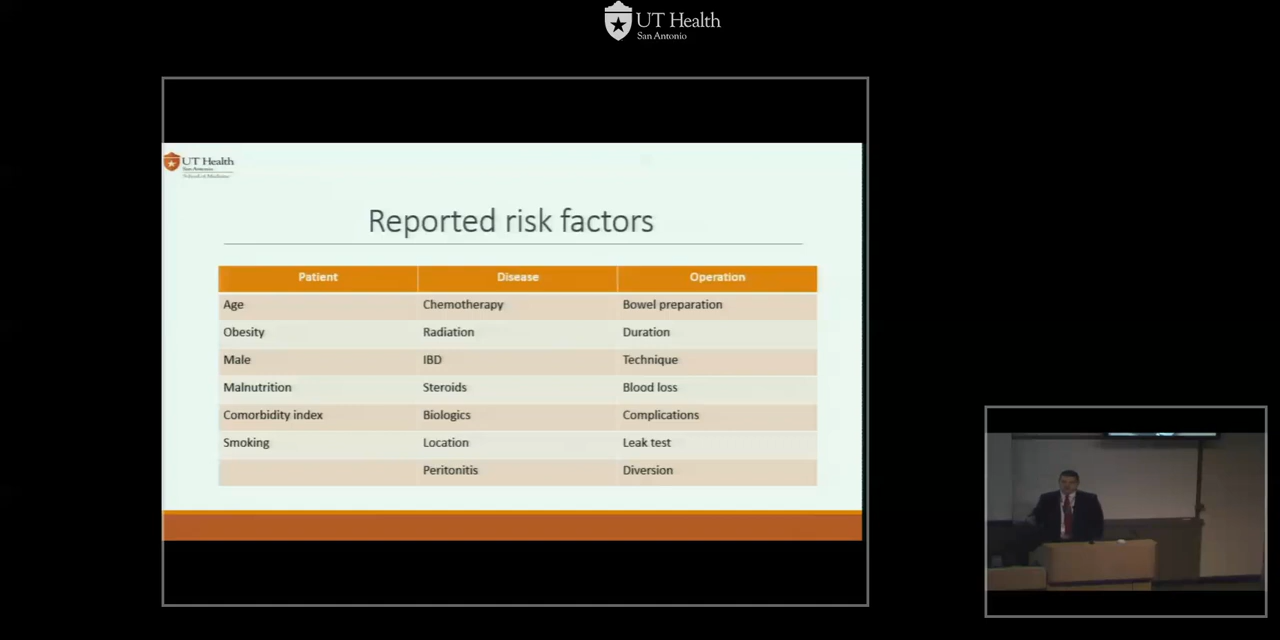 UT Health
San Antonio
UT Health
San Antonio
School of Medicine
Reported risk factors
Patient Disease Operation
Age Chemotherapy Bowel preparation
Obesity Radiation Duration
Male IBD Technique
Malnutrition Steroids Blood loss
Comorbidity index Biologics Complications
Smoking Location Leak test
Peritonitis Diversion